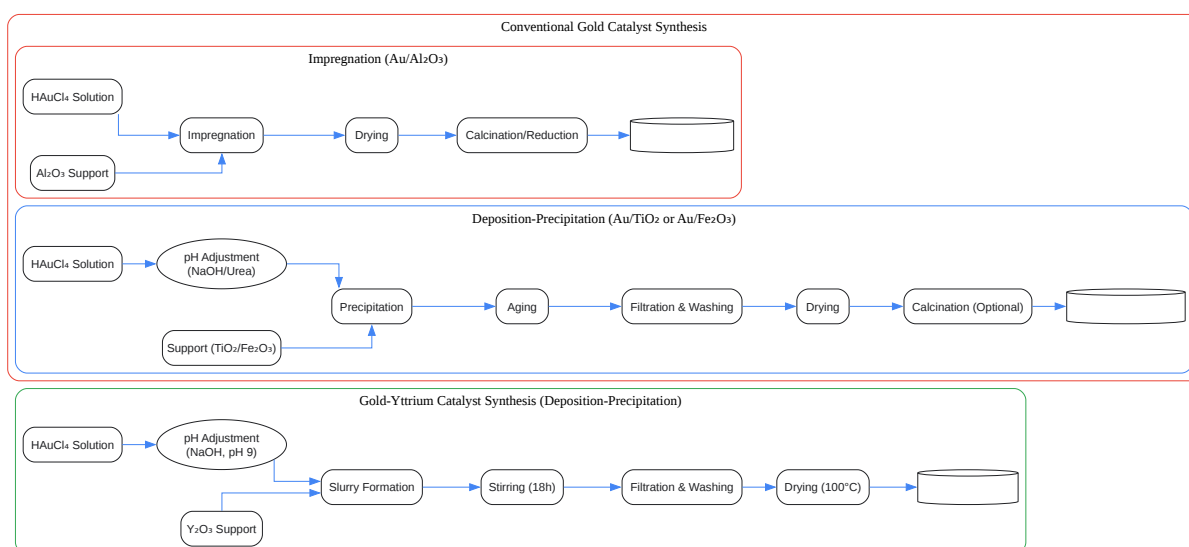 Conventional Gold Catalyst Synthesis
Impregnation (Au/Al₂O₃)
HAuCl₄ Solution
Impregnation
Drying
Calcination/Reduction
Al₂O₃ Support
Deposition-Precipitation (Au/TiO₂ or Au/Fe₂O₃)
HAuCl₄ Solution
pH Adjustment
(NaOH/Urea)
Precipitation
Aging
Filtration & Washing
Drying
Calcination (Optional)
Support (TiO₂/Fe₂O₃)
Gold-Yttrium Catalyst Synthesis (Deposition-Precipitation)
HAuCl₄ Solution
pH Adjustment
(NaOH, pH 9)
Slurry Formation
Stirring (18h)
Filtration & Washing
Drying (100°C)
Y₂O₃ Support